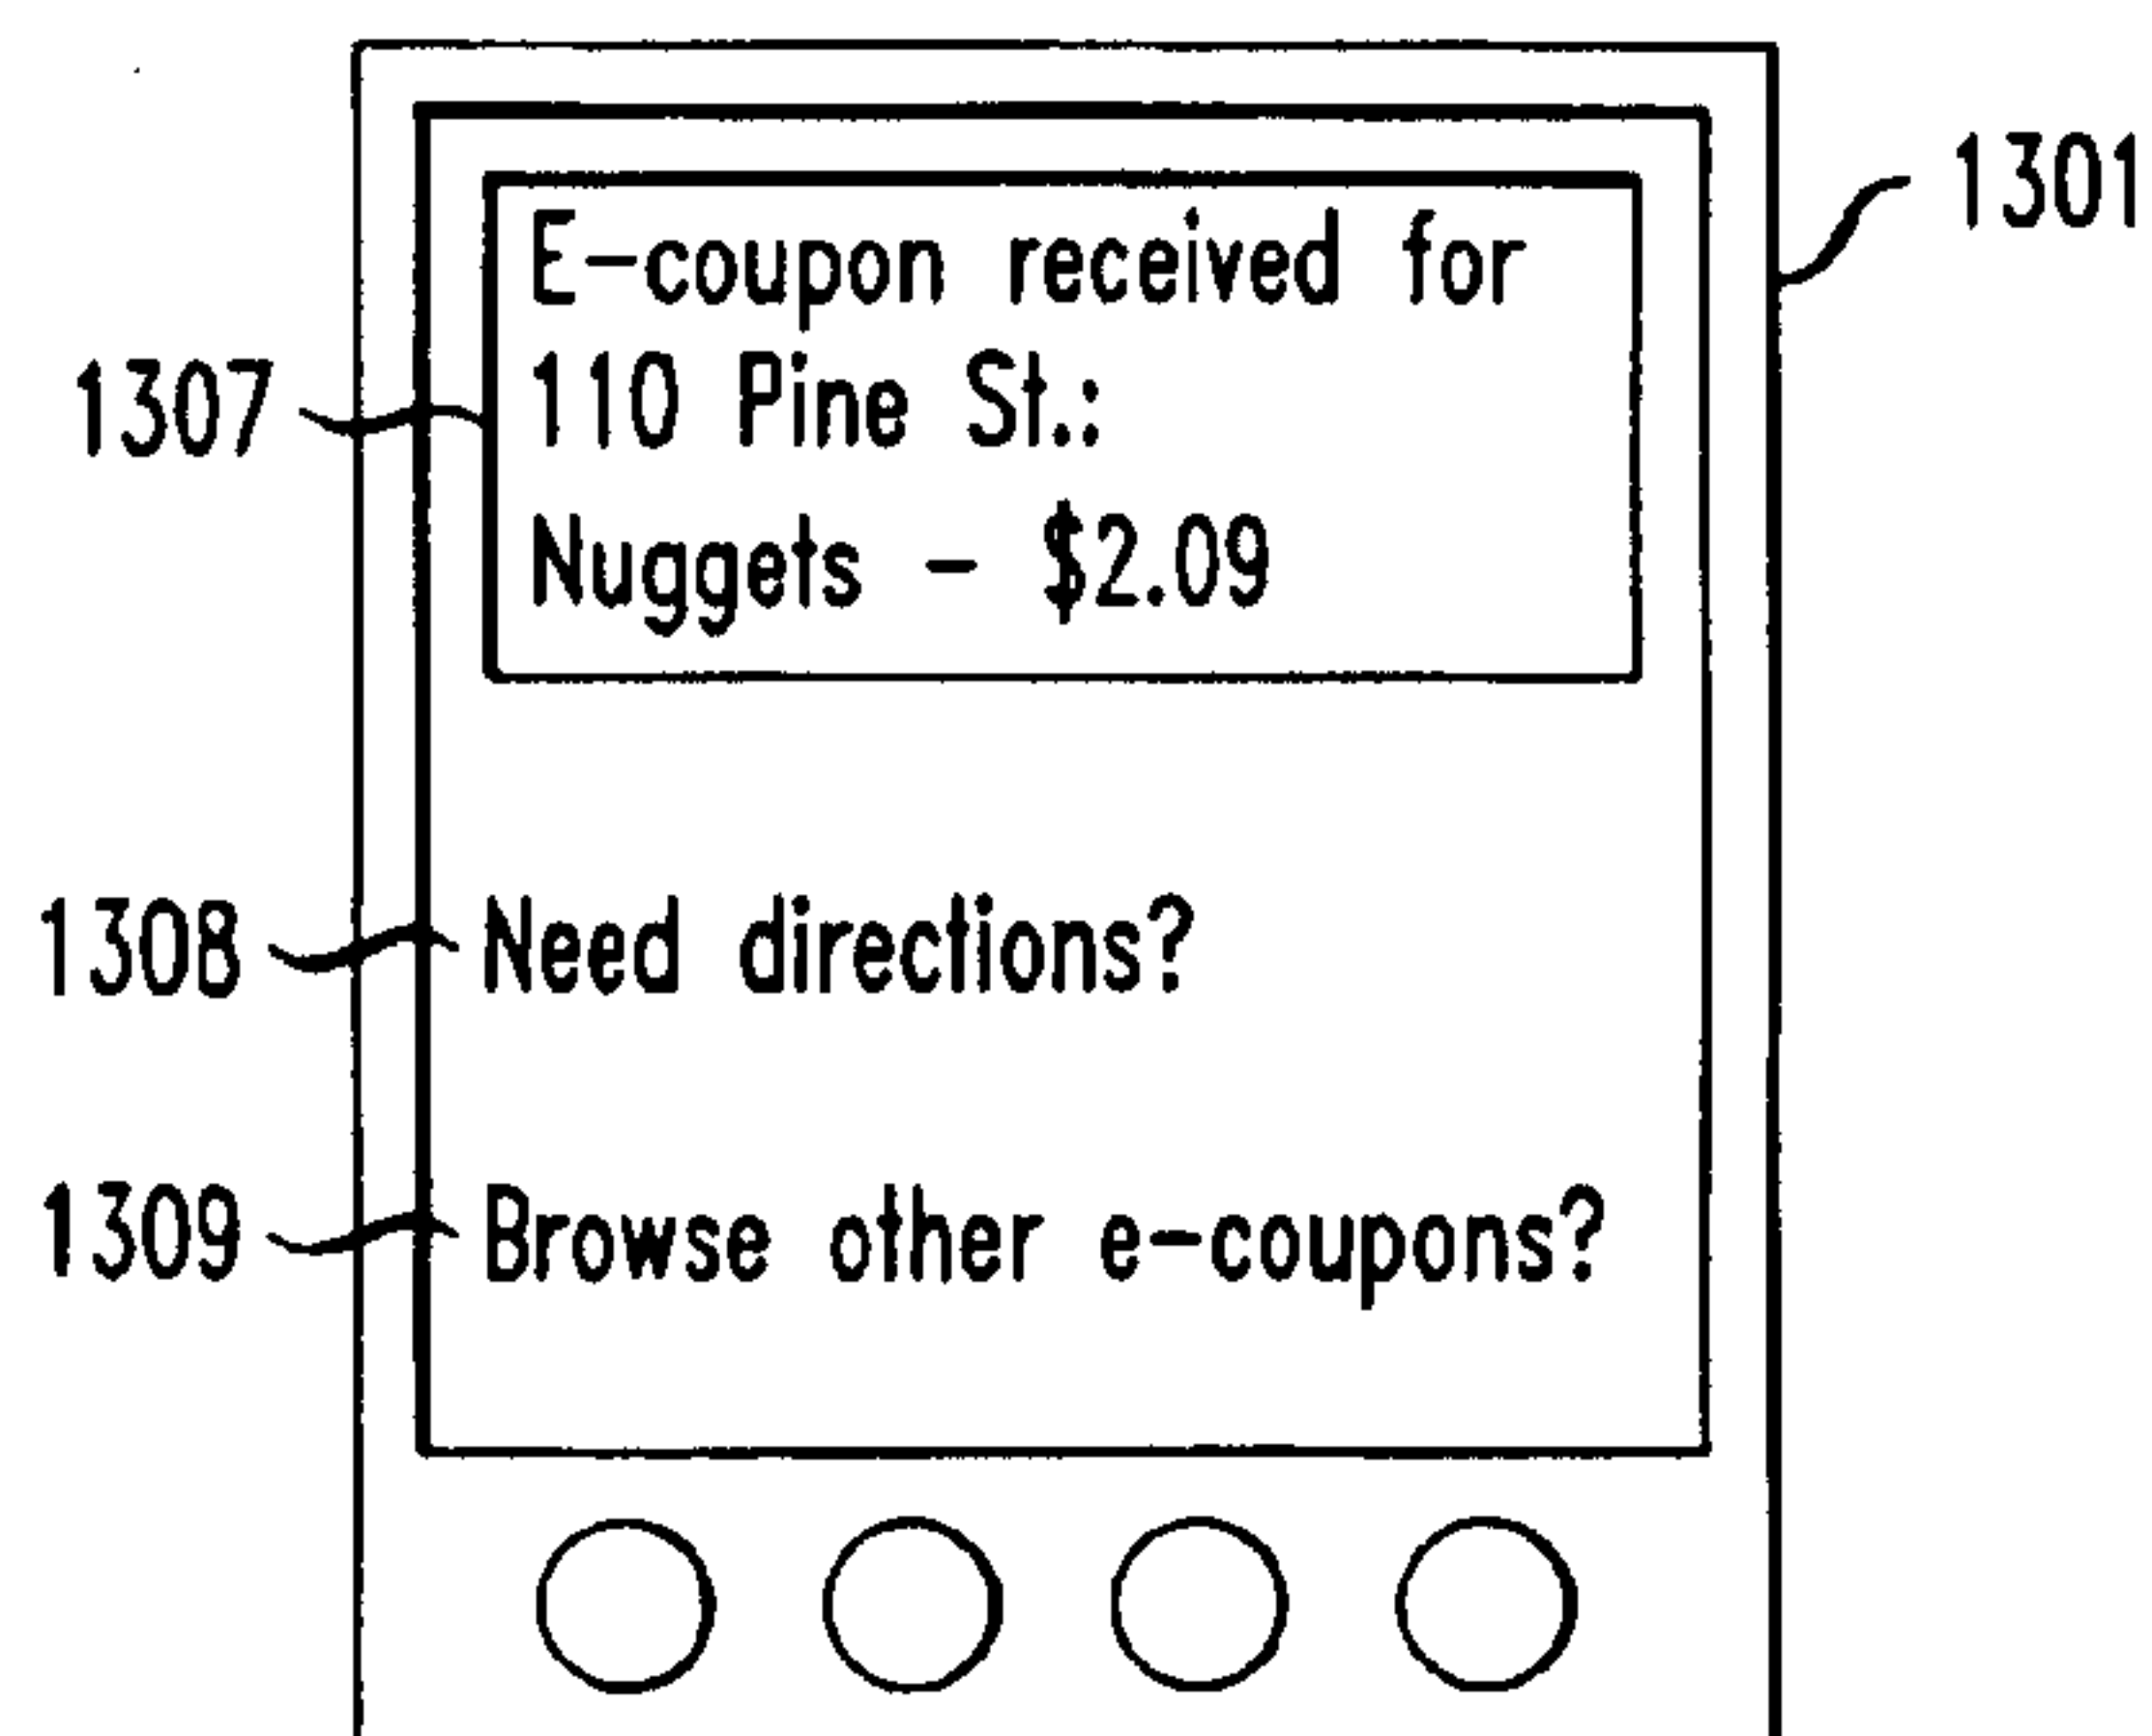 1301
E-coupon received for
1307
110 Pine St.:
Nuggets - $2.09
1308
Need directions?
1309
Browse other e-coupons?